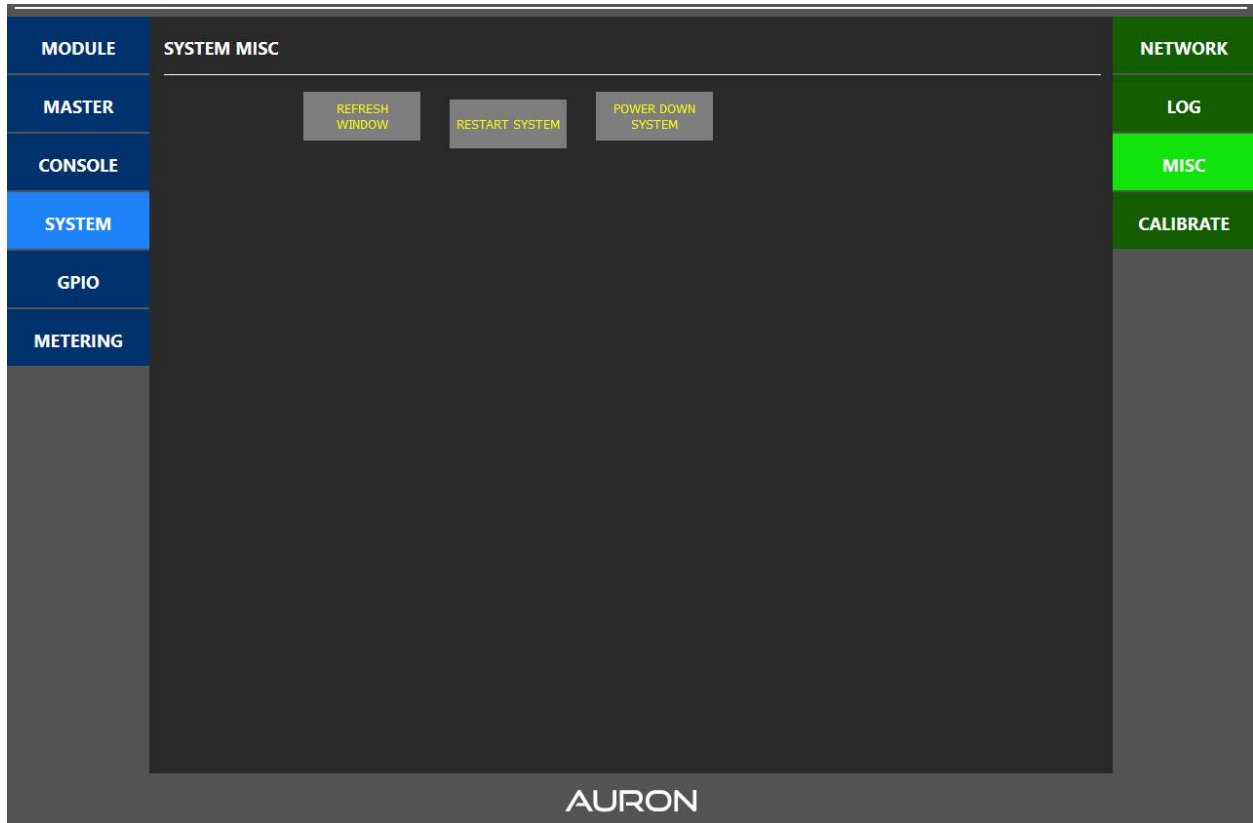 MODULE
MASTER
CONSOLE
SYSTEM
GPIO
METERING
SYSTEM MISC
REFRESH
WINDOW
RESTART SYSTEM
POWER DOWN
SYSTEM
NETWORK
LOG
MISC
CALIBRATE
AURON